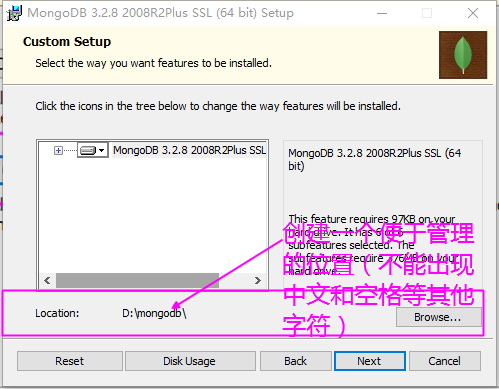 MongoDB 3.2.8 2008R2Plus SSL (64 bit) Setup
Custom Setup
Select the way you want features to be installed.
Click the icons in the tree below to change the way features will be installed.
MongoDB 3.2.8 2008R2Plus SSL
MongoDB 3.2.8 2008R2Plus SSL (64
bit)
This feature requires 97KB on your
hard drive. It has 6 of 6
subfeatures selected. The
subfeatures require 276MB on your
hard drive.
创建一个便于管理
的位置（不能出现
中文和空格等其他
字符）
Location:
D:\mongodb\
Browse...
Reset
Disk Usage
Back
Next
Cancel